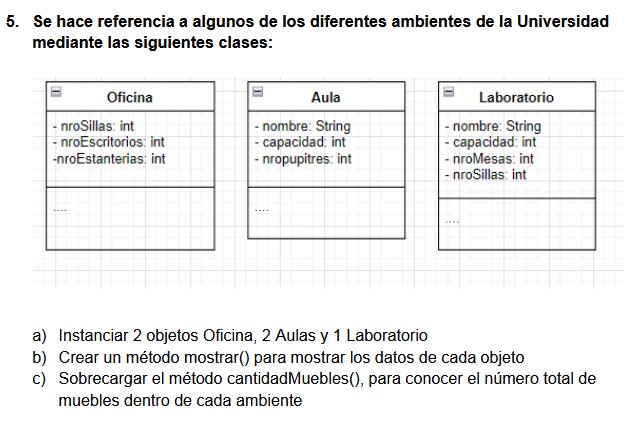 5. Se hace referencia a algunos de los diferentes ambientes de la Universidad
mediante las siguientes clases:
Oficina
- nroSillas: int
- nroEscritorios: int
-nroEstanterias: int
....
Aula
- nombre: String
- capacidad: int
- nropupitres: int
....
Laboratorio
- nombre: String
- capacidad: int
- nroMesas: int
- nroSillas: int
....
a) Instanciar 2 objetos Oficina, 2 Aulas y 1 Laboratorio
b) Crear un método mostrar() para mostrar los datos de cada objeto
c) Sobrecargar el método cantidadMuebles(), para conocer el número total de
muebles dentro de cada ambiente